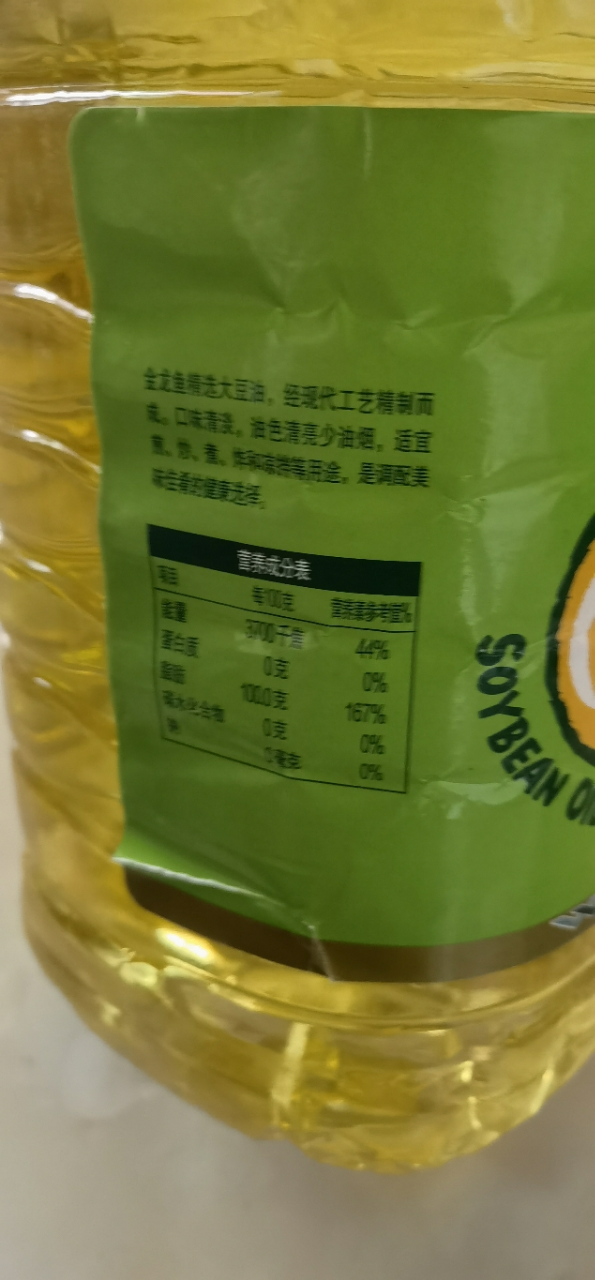 金龙鱼精选大豆油，经现代工艺精制而
成。口味清淡，油色清亮少油烟，适宜
煎、炒、煮、炸和凉拌等用途，是调配美
味佳肴的健康选择。
营养成分表
项目 每100克 营养素参考值%
能量 3700千焦 44%
蛋白质 0克 0%
脂肪 100.0克 167%
碳水化合物 0克 0%
钠 0毫克 0%
SOYBEAN OIL